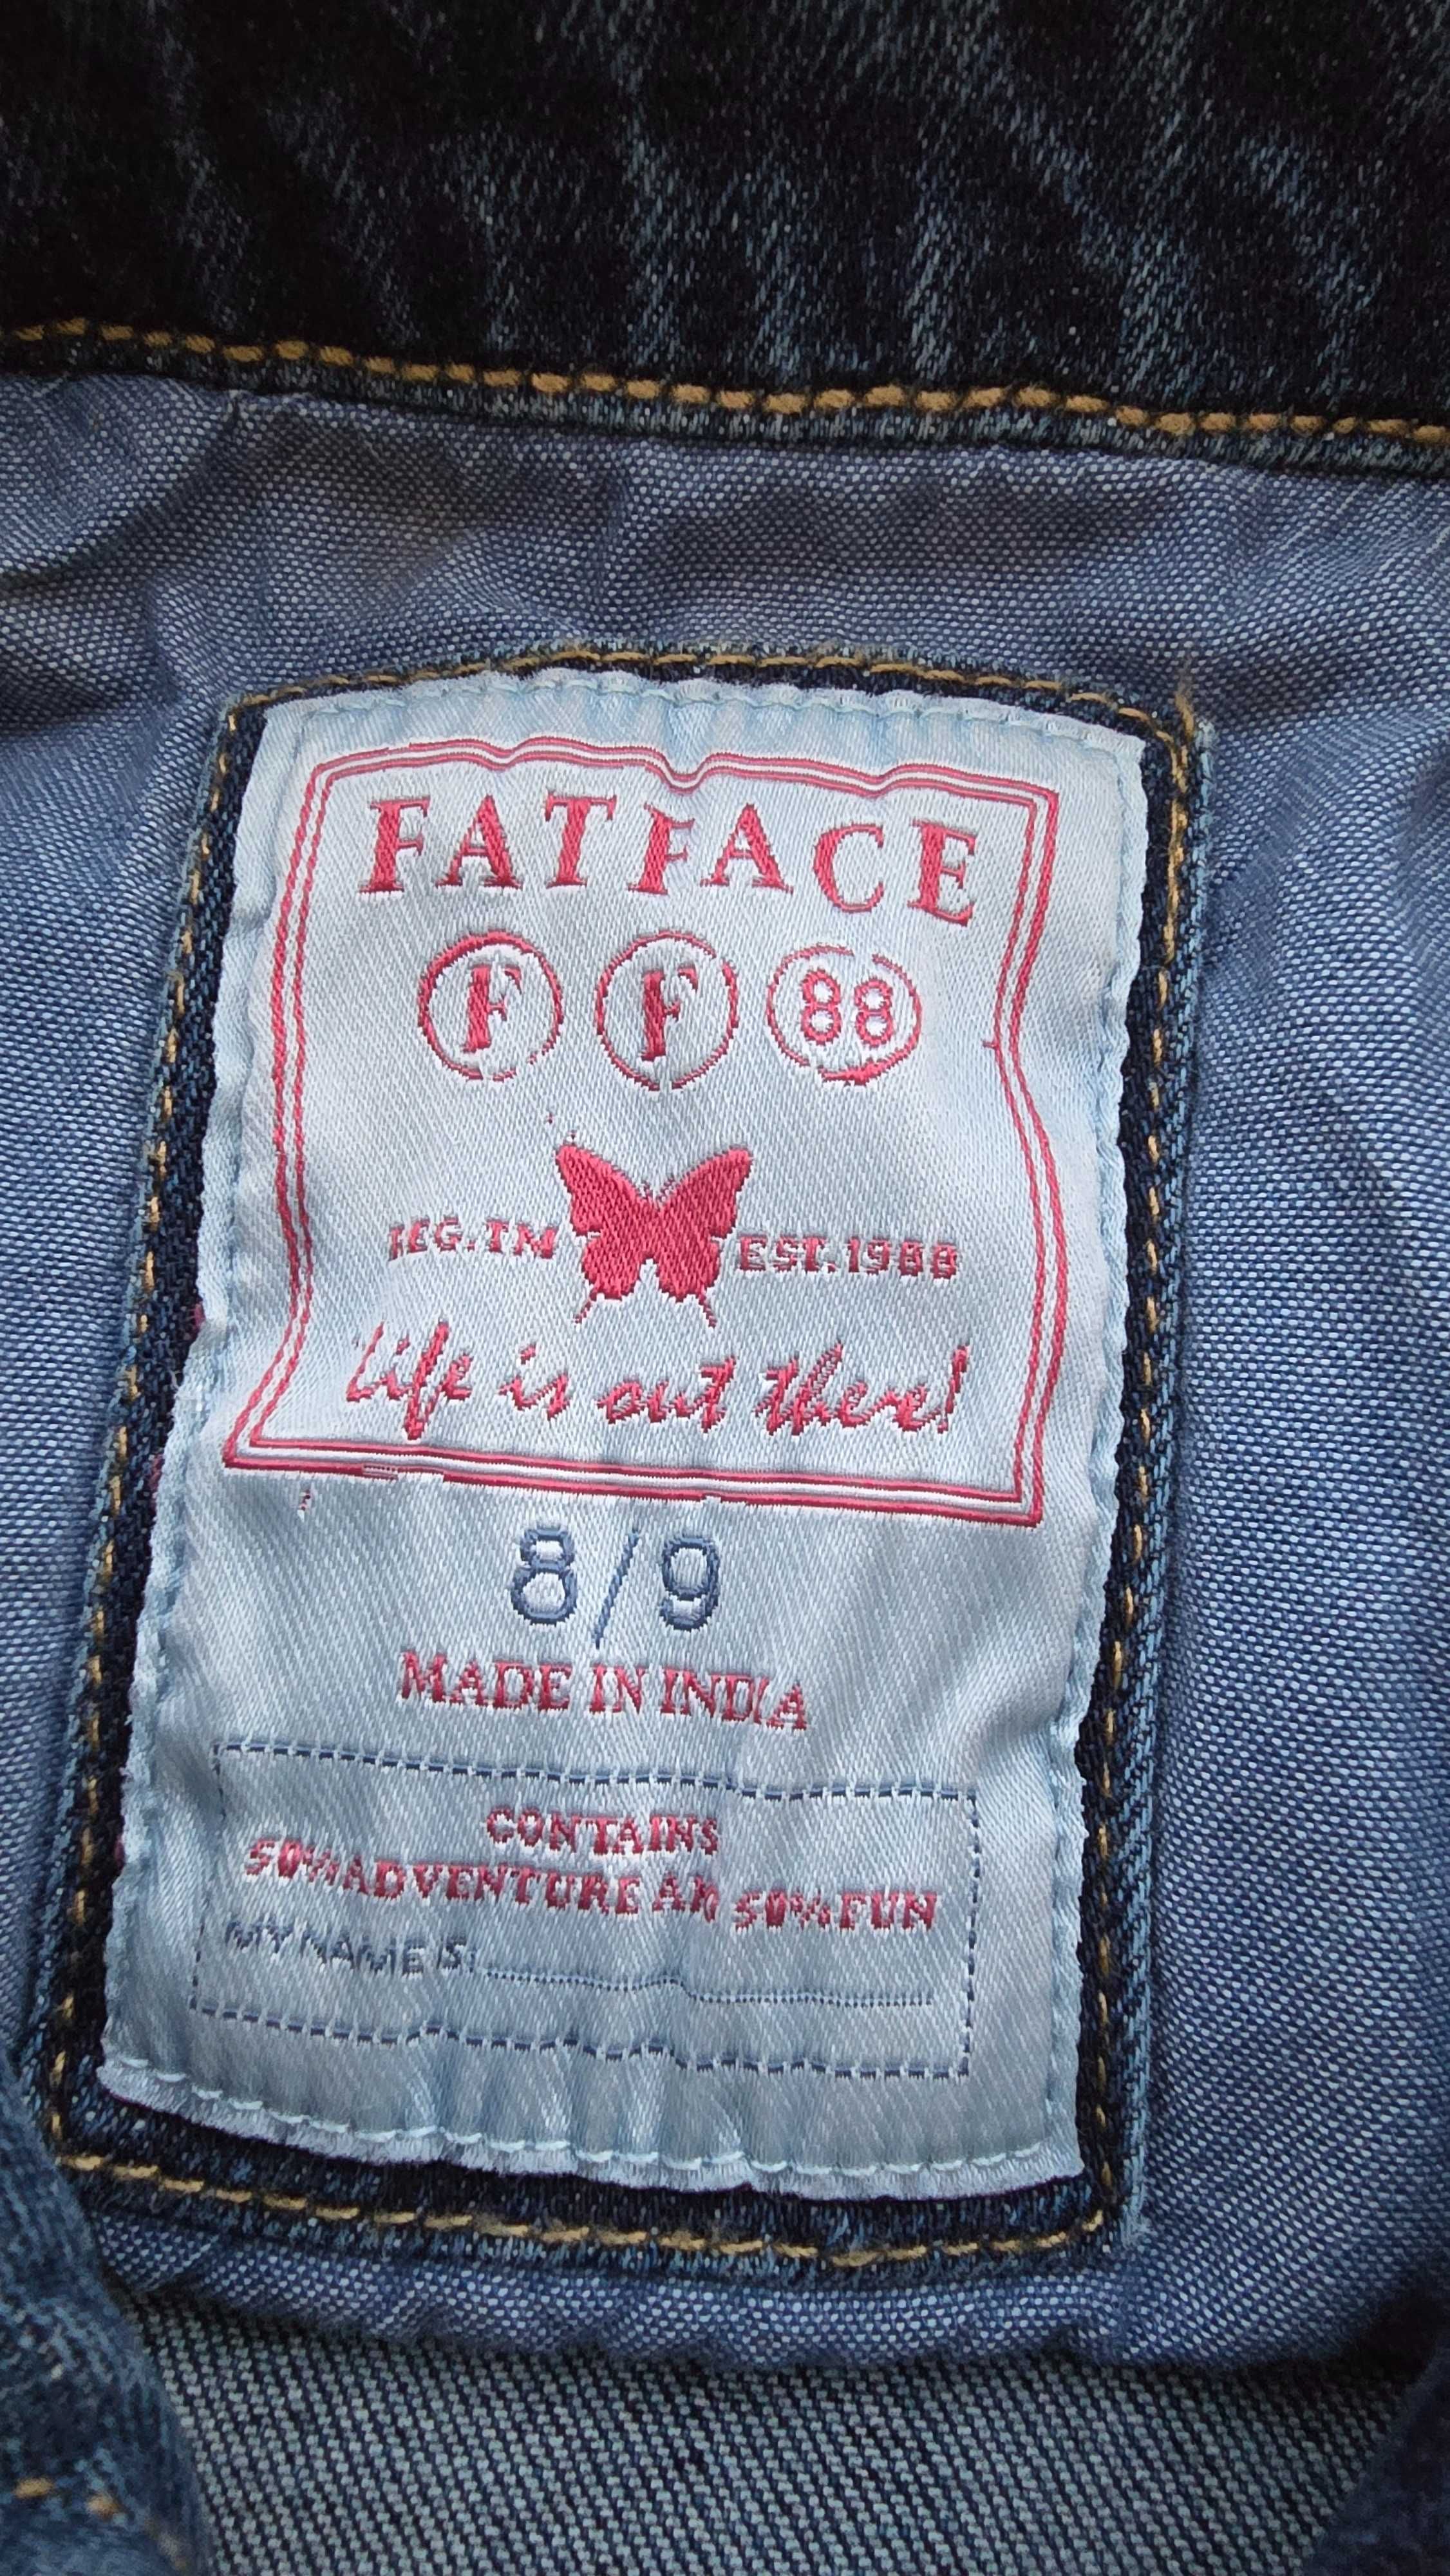 FATFACE
F F 88
REG.TM EST.1988
Life is out there!
8/9
MADE IN INDIA
CONTAINS
50% ADVENTURE AND 50% FUN
MY NAME IS: